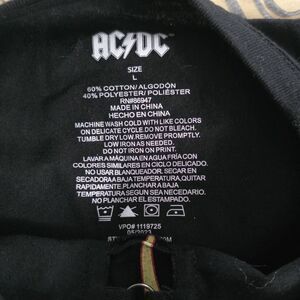 AC DC
SIZE
L
60% COTTON/ALGODÓN
40% POLYESTER/POLIÉSTER
RN#86947
MADE IN CHINA
HECHO EN CHINA
MACHINE WASH COLD WITH LIKE COLORS
ON DELICATE CYCLE. DO NOT BLEACH.
TUMBLE DRY LOW. REMOVE PROMPTLY.
LOW IRON AS NEEDED.
DO NOT IRON ON PRINT.
LAVAR A MÁQUINA EN AGUA FRÍA CON
COLORES SIMILARES EN CICLO DELICADO.
NO USAR BLANQUEADOR. SECAR EN
SECADORA A BAJA TEMPERATURA, QUITAR
RAPIDAMENTE. PLANCHAR A BAJA
TEMPERATURA SEGUN SEA NECESARIO.
NO PLANCHAR EL ESTAMPADO.
VPO# 1119725
05/2023